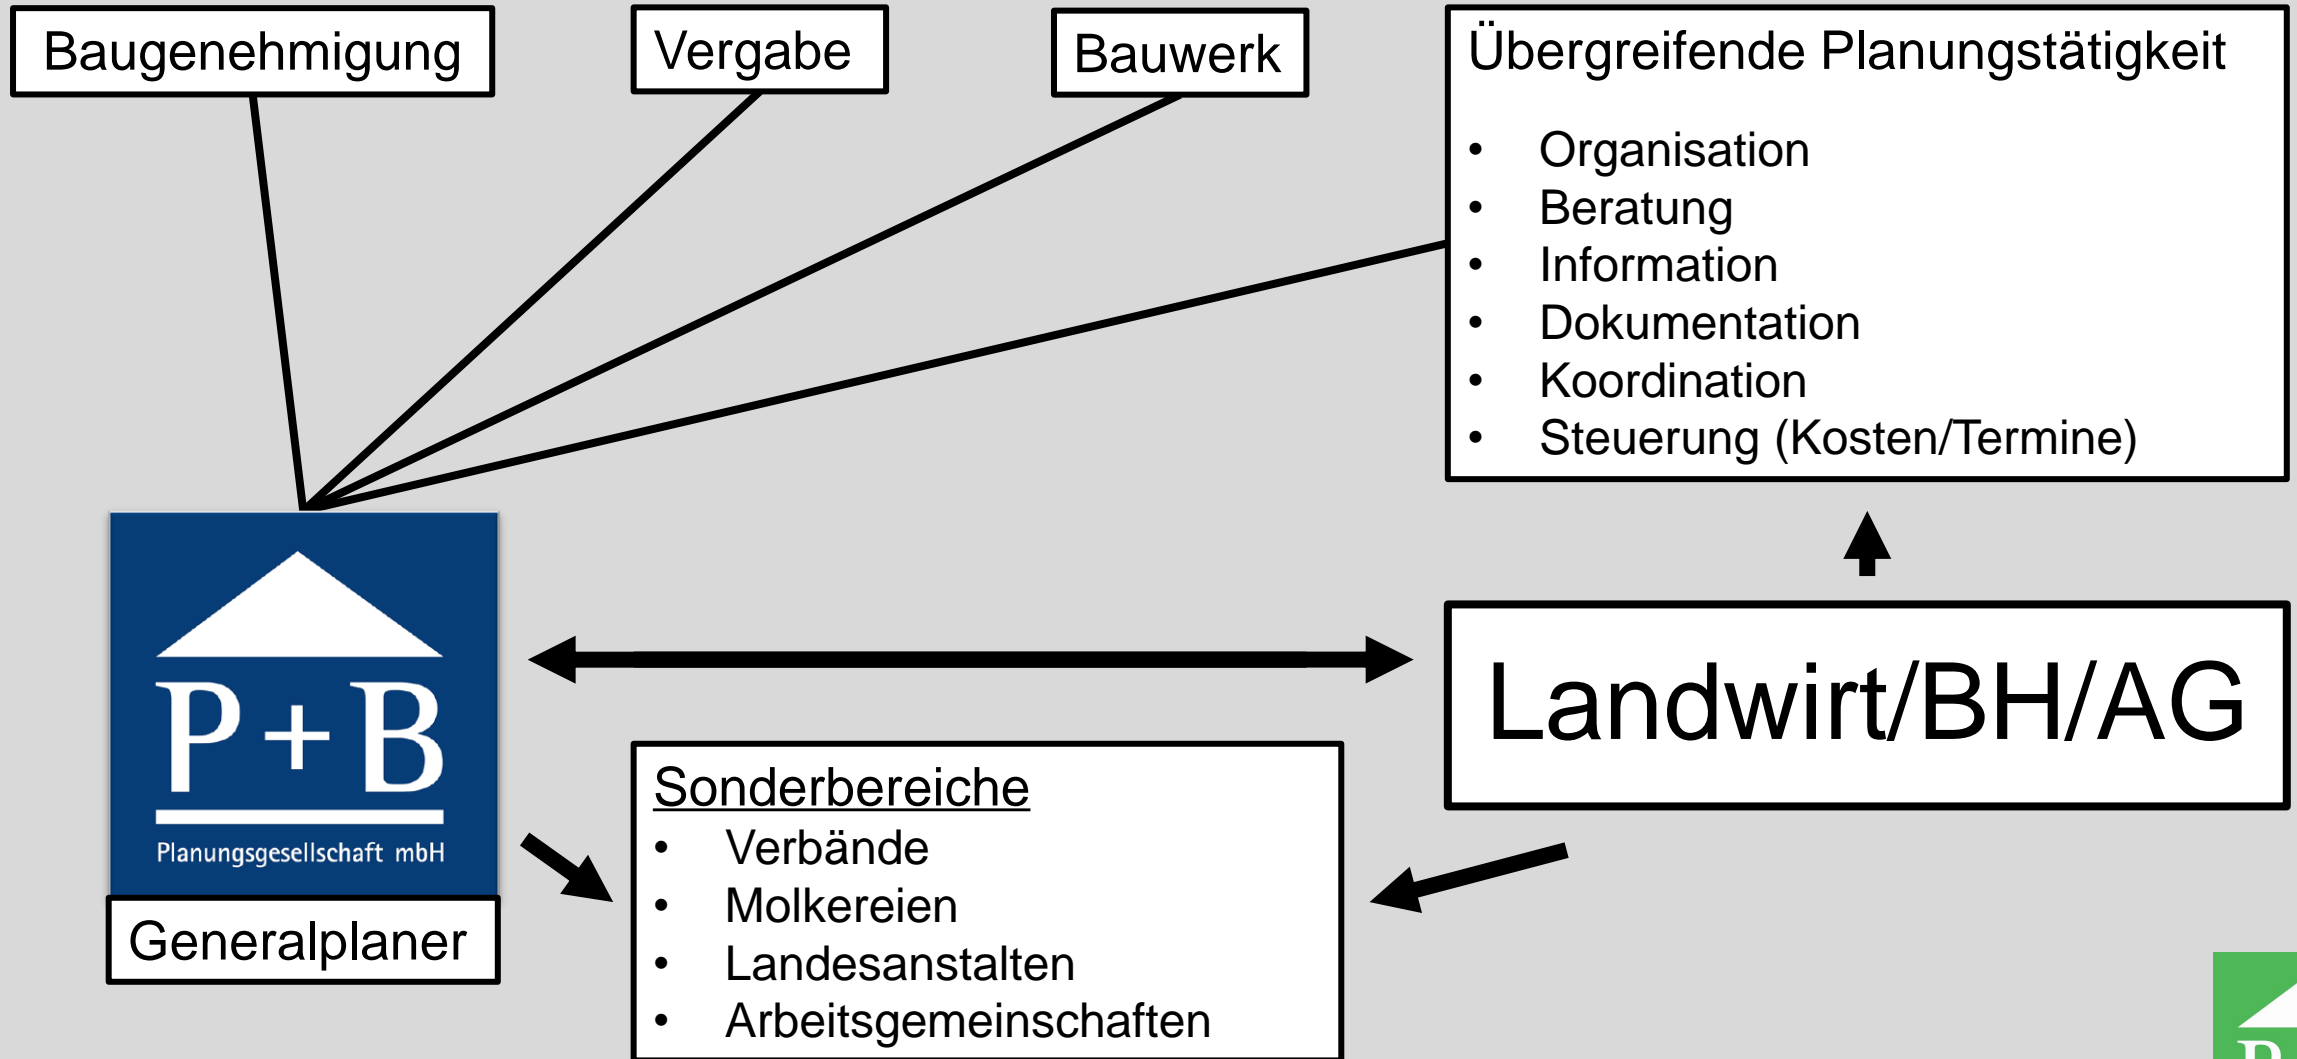 Baugenehmigung
Vergabe
Bauwerk
Übergreifende Planungstätigkeit
• Organisation
• Beratung
• Information
• Dokumentation
• Koordination
• Steuerung (Kosten/Termine)
P+B
Planungsgesellschaft mbH
Generalplaner
Landwirt/BH/AG
Sonderbereiche
• Verbände
• Molkereien
• Landesanstalten
• Arbeitsgemeinschaften